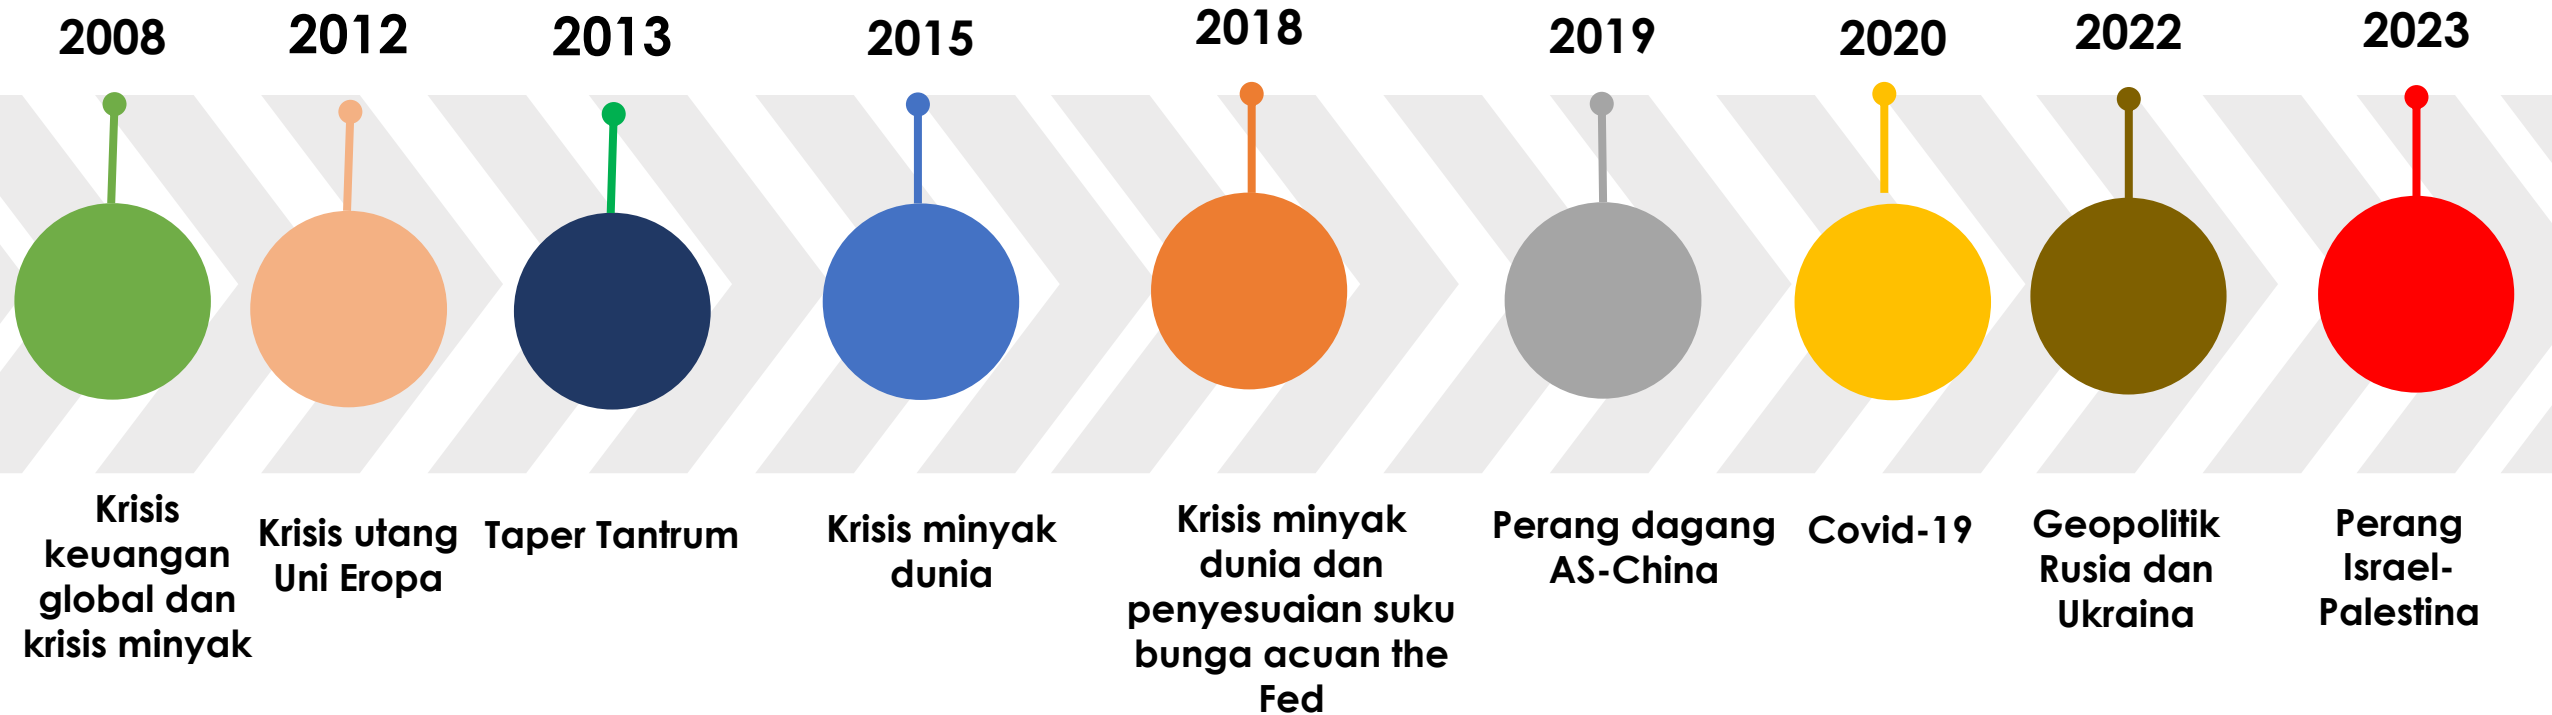 2008
Krisis
keuangan
global dan
krisis minyak
2012
Krisis utang
Uni Eropa
2013
Taper Tantrum
2015
Krisis minyak
dunia
2018
Krisis minyak
dunia dan
penyesuaian suku
bunga acuan the
Fed
2019
Perang dagang
AS-China
2020
Covid-19
2022
Geopolitik
Rusia dan
Ukraina
2023
Perang
Israel-
Palestina